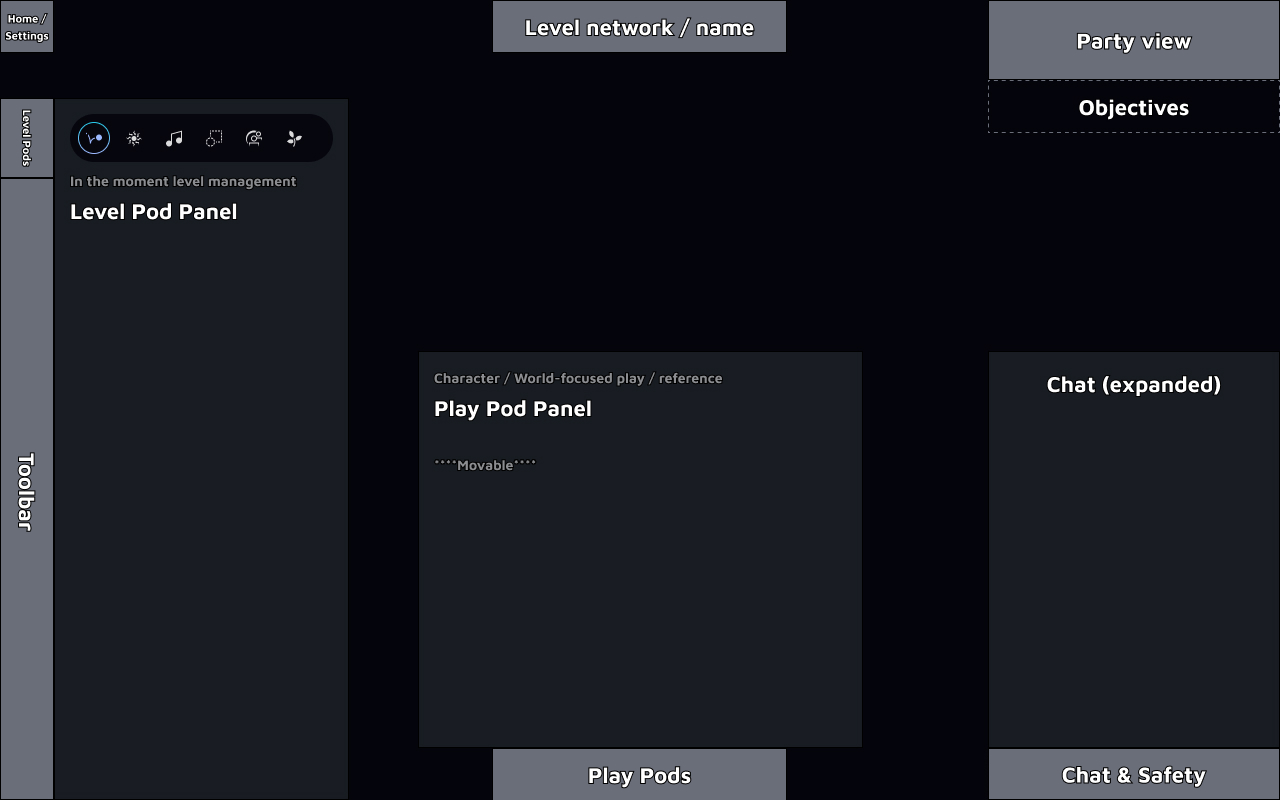 Home /
Settings
Level network / name
Party view
Objectives
Level Pods
In the moment level management
Level Pod Panel
Toolbar
Character / World-focused play / reference
Play Pod Panel
****Movable****
Chat (expanded)
Play Pods
Chat & Safety